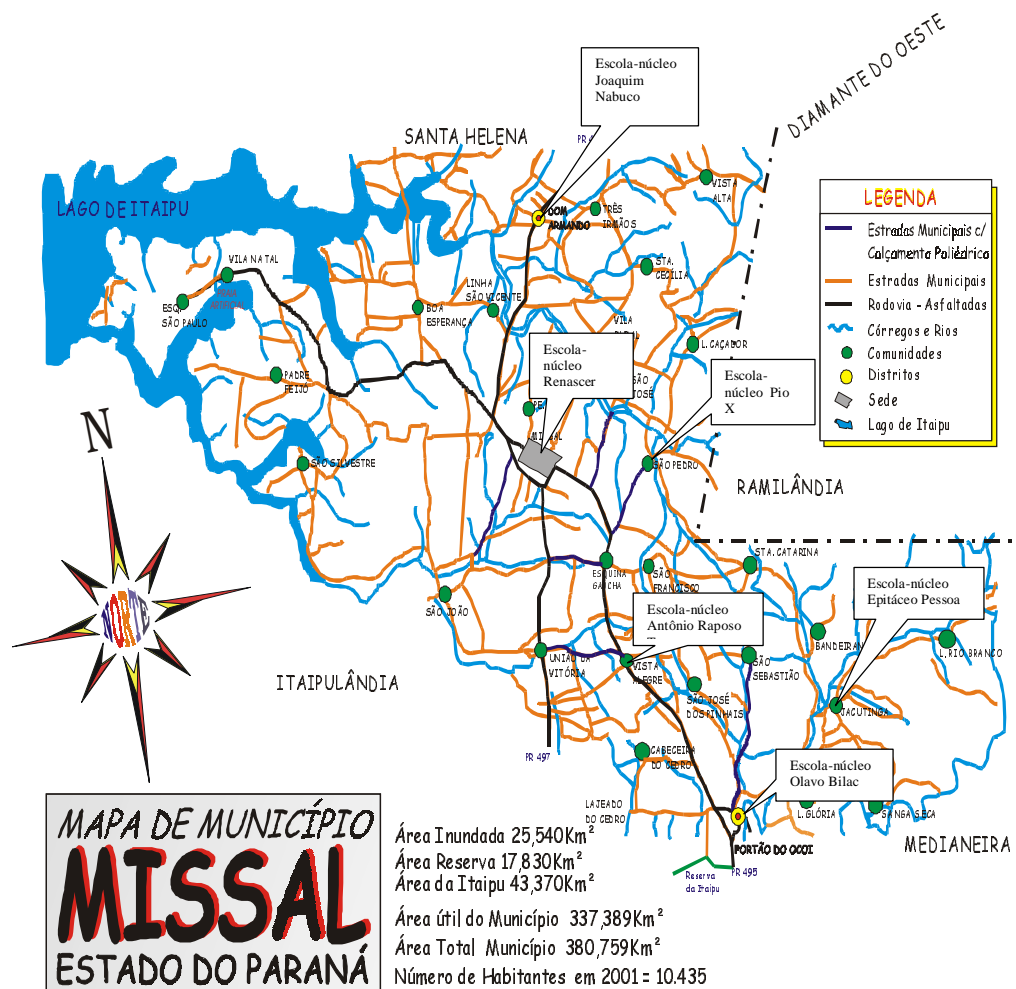 Escola-núcleo
Joaquim
Nabuco
DIAMANTE DO OESTE
SANTA HELENA
VISTA
ALTA
LAGO DE ITAIPU
DOM
ARMANDO
TRÊS
IRMÃOS
LEGENDA
Estradas Municipais c/
Calçamento Poliédrico
Estradas Municipais
Rodovia - Asfaltadas
Córregos e Rios
Comunidades
Distritos
Sede
Lago de Itaipu
VILA NATAL
STA.
CECÍLIA
LINHA
SÃO VICENTE
ESQ.
SÃO PAULO
BOA
ESPERANÇA
VILA
L. CAÇADOR
Escola-
núcleo
Renascer
Escola-
núcleo Pio
X
PADRE
FEIJÓ
SÃO
JOSÉ
SÃO SILVESTRE
SÃO PEDRO
N
RAMILÂNDIA
NORTE
STA. CATARINA
ESQUINA
GAÚCHA
SÃO
FRANCISCO
SÃO JOÃO
Escola-núcleo
Antônio Raposo
Escola-núcleo
Epitáceo Pessoa
BANDEIRAN
L. RIO BRANCO
ITAIPULÂNDIA
UNIÃO DA
VITÓRIA
VISTA
ALEGRE
SÃO
SEBASTIÃO
SÃO JOSÉ
DOS PINHAIS
JACUTINGA
PR 497
CABECEIRA
DO CEDRO
Escola-núcleo
Olavo Bilac
LAJEADO
DO CEDRO
L. GLÓRIA
SANGA SECA
PORTÃO DO OCOI
MEDIANEIRA
Reserva
da Itaipu
PR 495
MAPA DE MUNICÍPIO
MISSAL
ESTADO DO PARANÁ
Área Inundada 25,540Km²
Área Reserva 17,830Km²
Área da Itaipu 43,370Km²
Área útil do Município 337,389Km²
Área Total Município 380,759Km²
Número de Habitantes em 2001 = 10.435